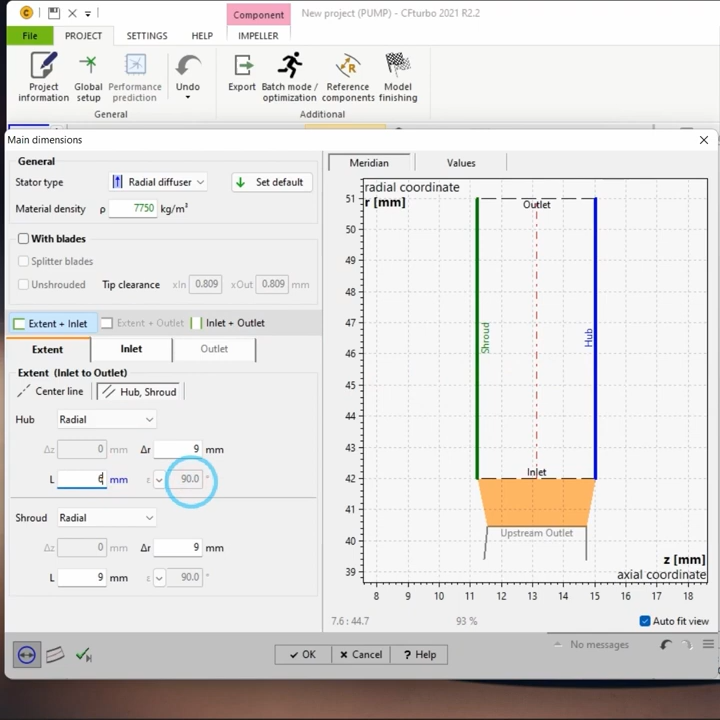 Component
New project (PUMP) - CFturbo 2021 R2.2
File PROJECT SETTINGS HELP IMPELLER
Project information
Global setup
Performance prediction
Undo
Export
Batch mode / optimization
Reference components
Model finishing
General
Additional
Main dimensions
General
Stator type Radial diffuser Set default
Material density ρ 7750 kg/m³
With blades
Splitter blades
Unshrouded Tip clearance xIn 0.809 xOut 0.809 mm
Extent + Inlet Extent + Outlet Inlet + Outlet
Extent Inlet Outlet
Extent (Inlet to Outlet)
Center line Hub, Shroud
Hub Radial
Δz 0 mm Δr 9 mm
L mm ε 90.0 °
Shroud Radial
Δz 0 mm Δr 9 mm
L 9 mm ε 90.0 °
OK Cancel ? Help
Meridian Values
radial coordinate
r [mm]
51
50
49
48
47
46
45
44
43
42
41
40
39
Outlet
Shroud
Hub
Inlet
Upstream Outlet
z [mm]
axial coordinate
8 9 10 11 12 13 14 15 16 17 18
7.6 : 44.7 93 % Auto fit view
No messages